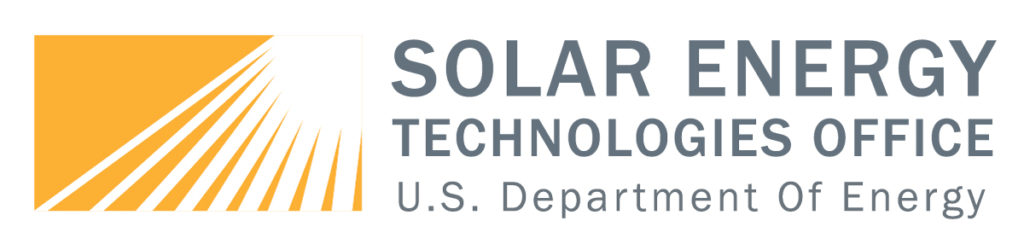 SOLAR ENERGY
TECHNOLOGIES OFFICE
U.S. Department Of Energy